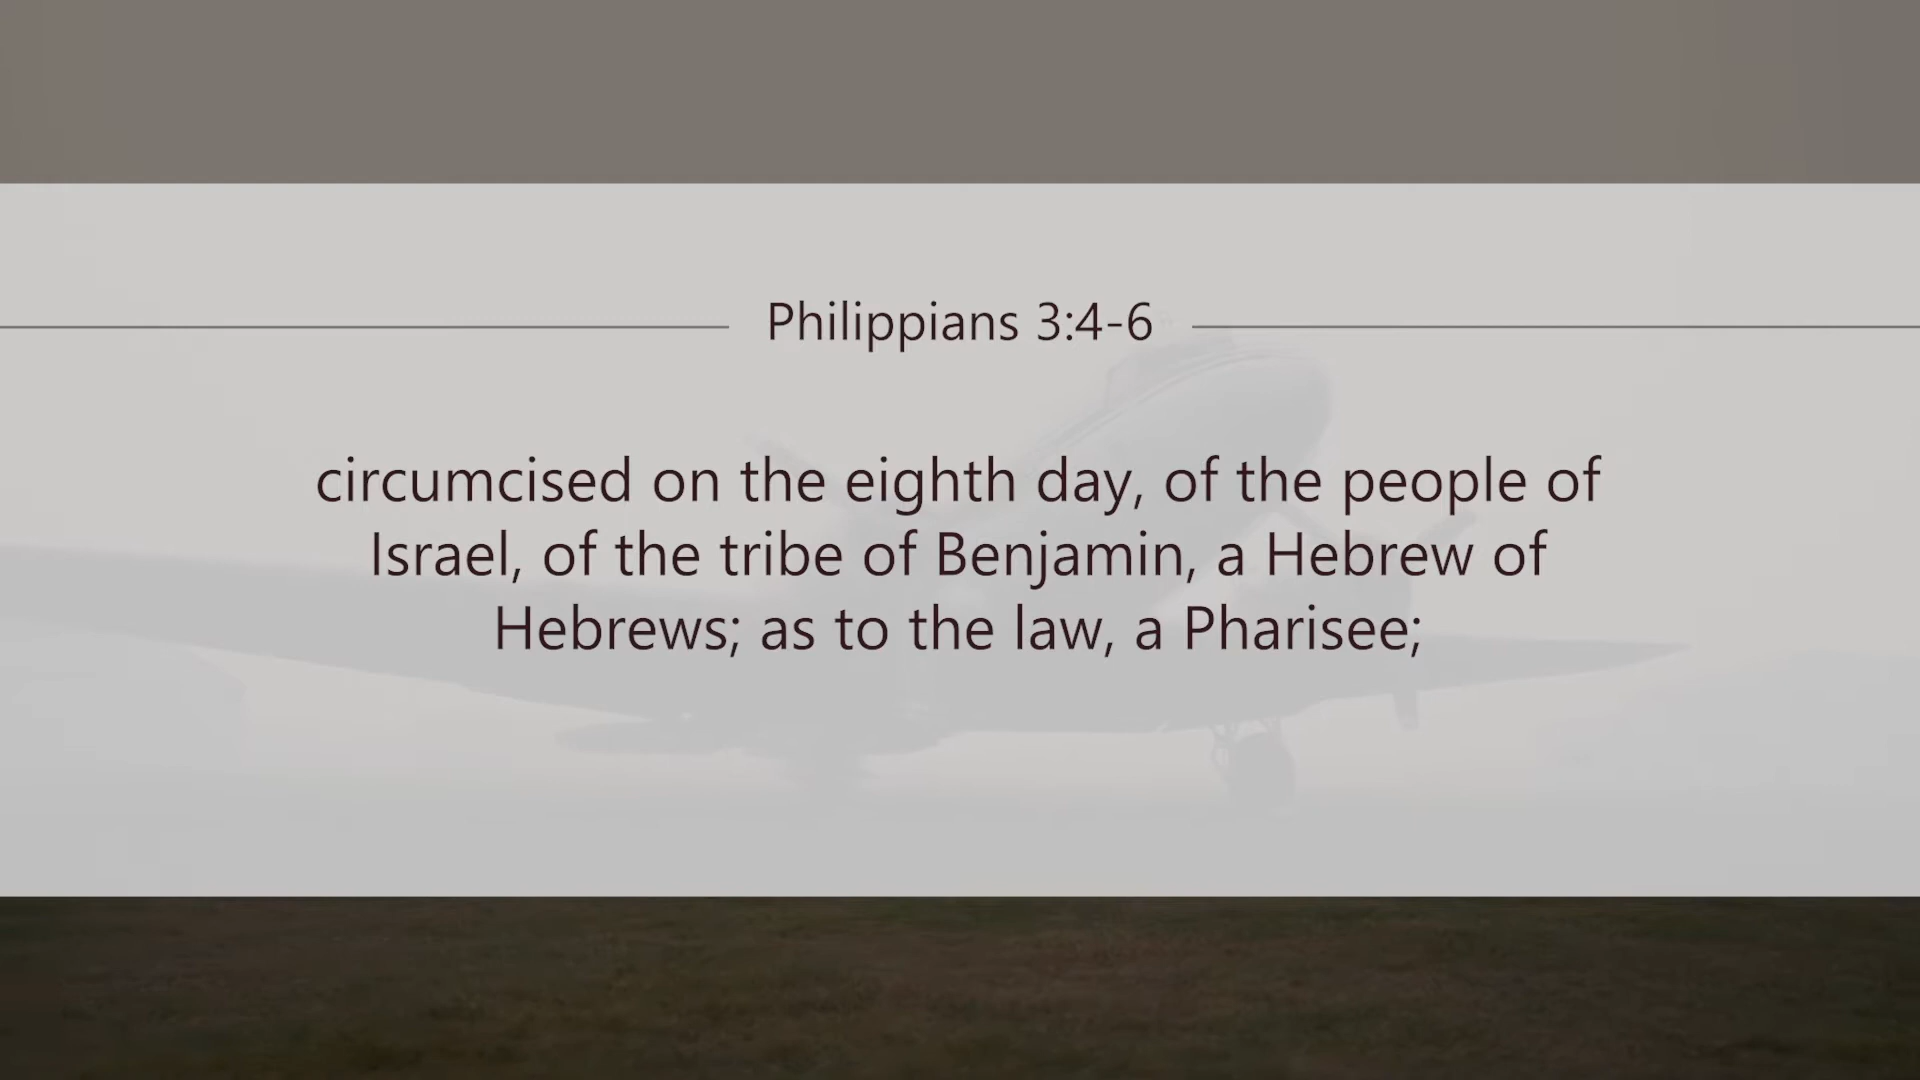 Philippians 3:4-6
circumcised on the eighth day, of the people of
Israel, of the tribe of Benjamin, a Hebrew of
Hebrews; as to the law, a Pharisee;